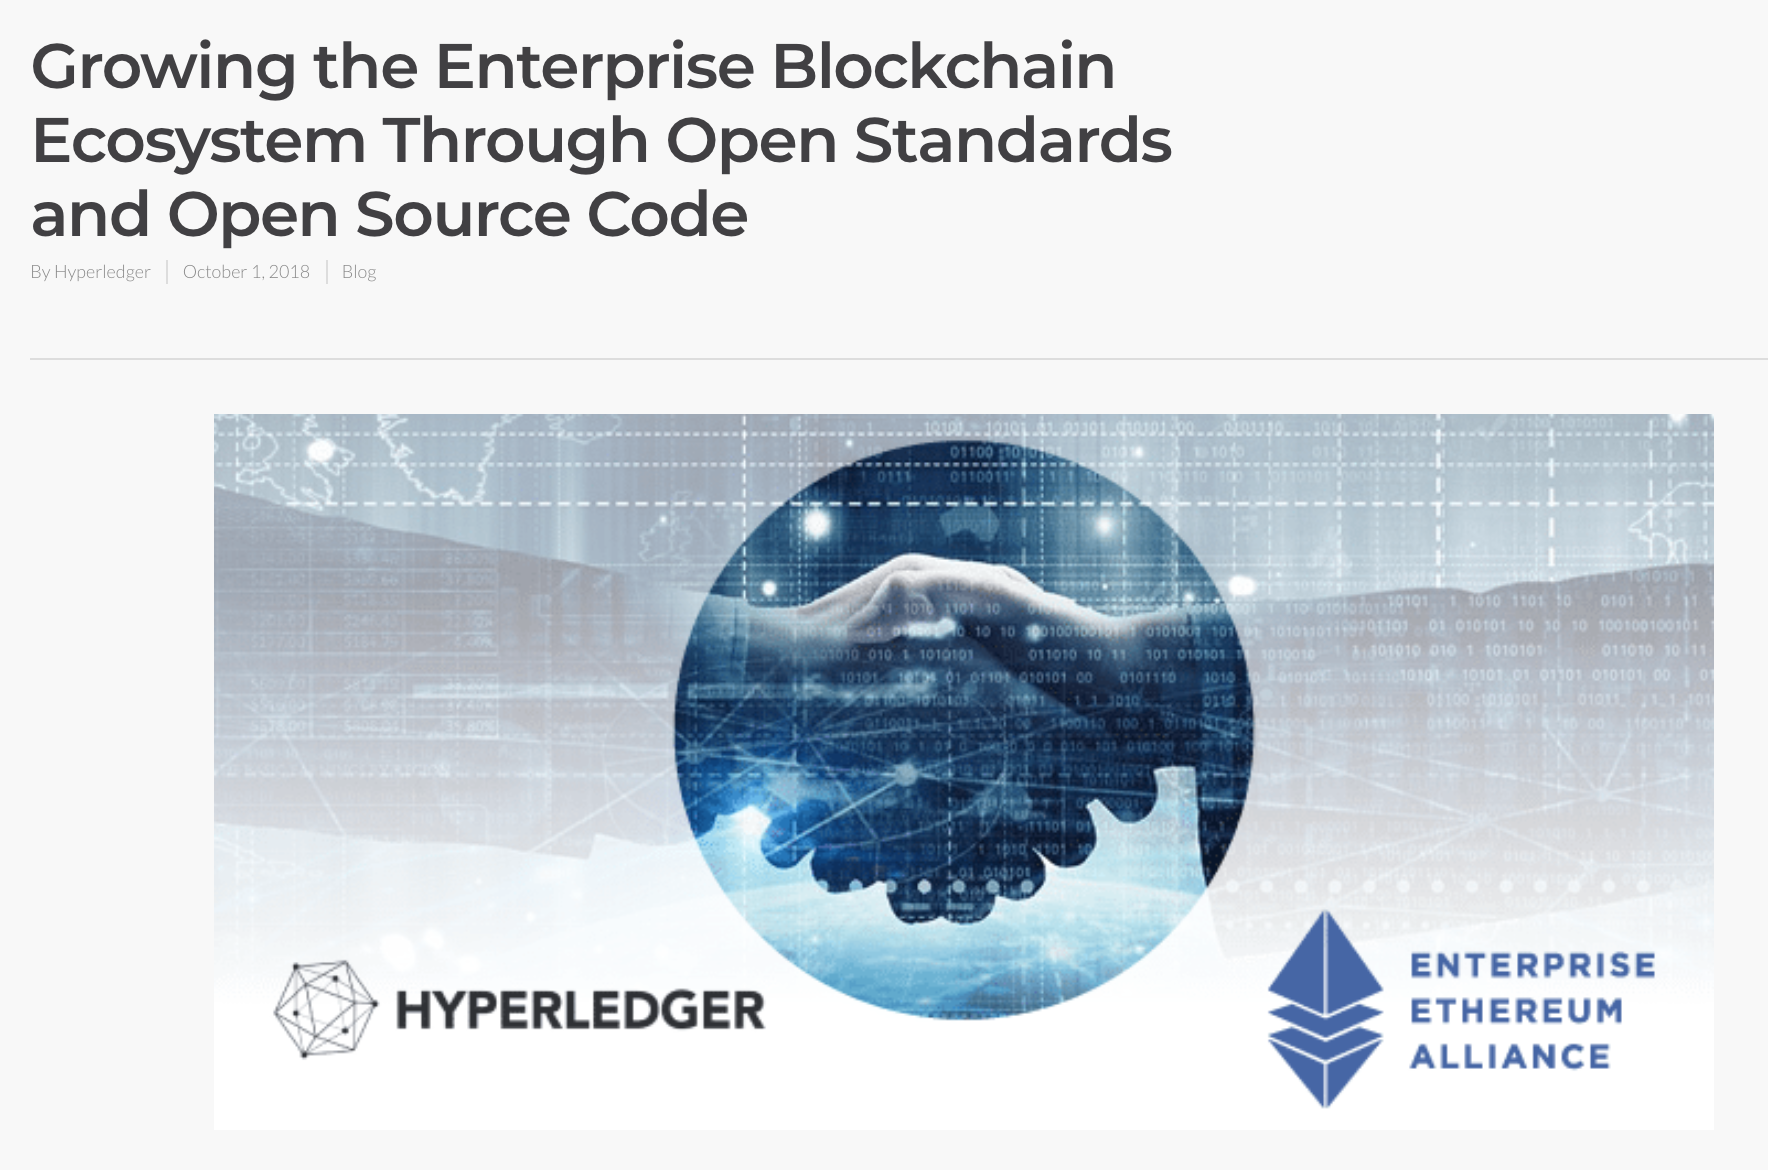 Growing the Enterprise Blockchain
Ecosystem Through Open Standards
and Open Source Code
By Hyperledger | October 1, 2018 | Blog
HYPERLEDGER
ENTERPRISE
ETHEREUM
ALLIANCE